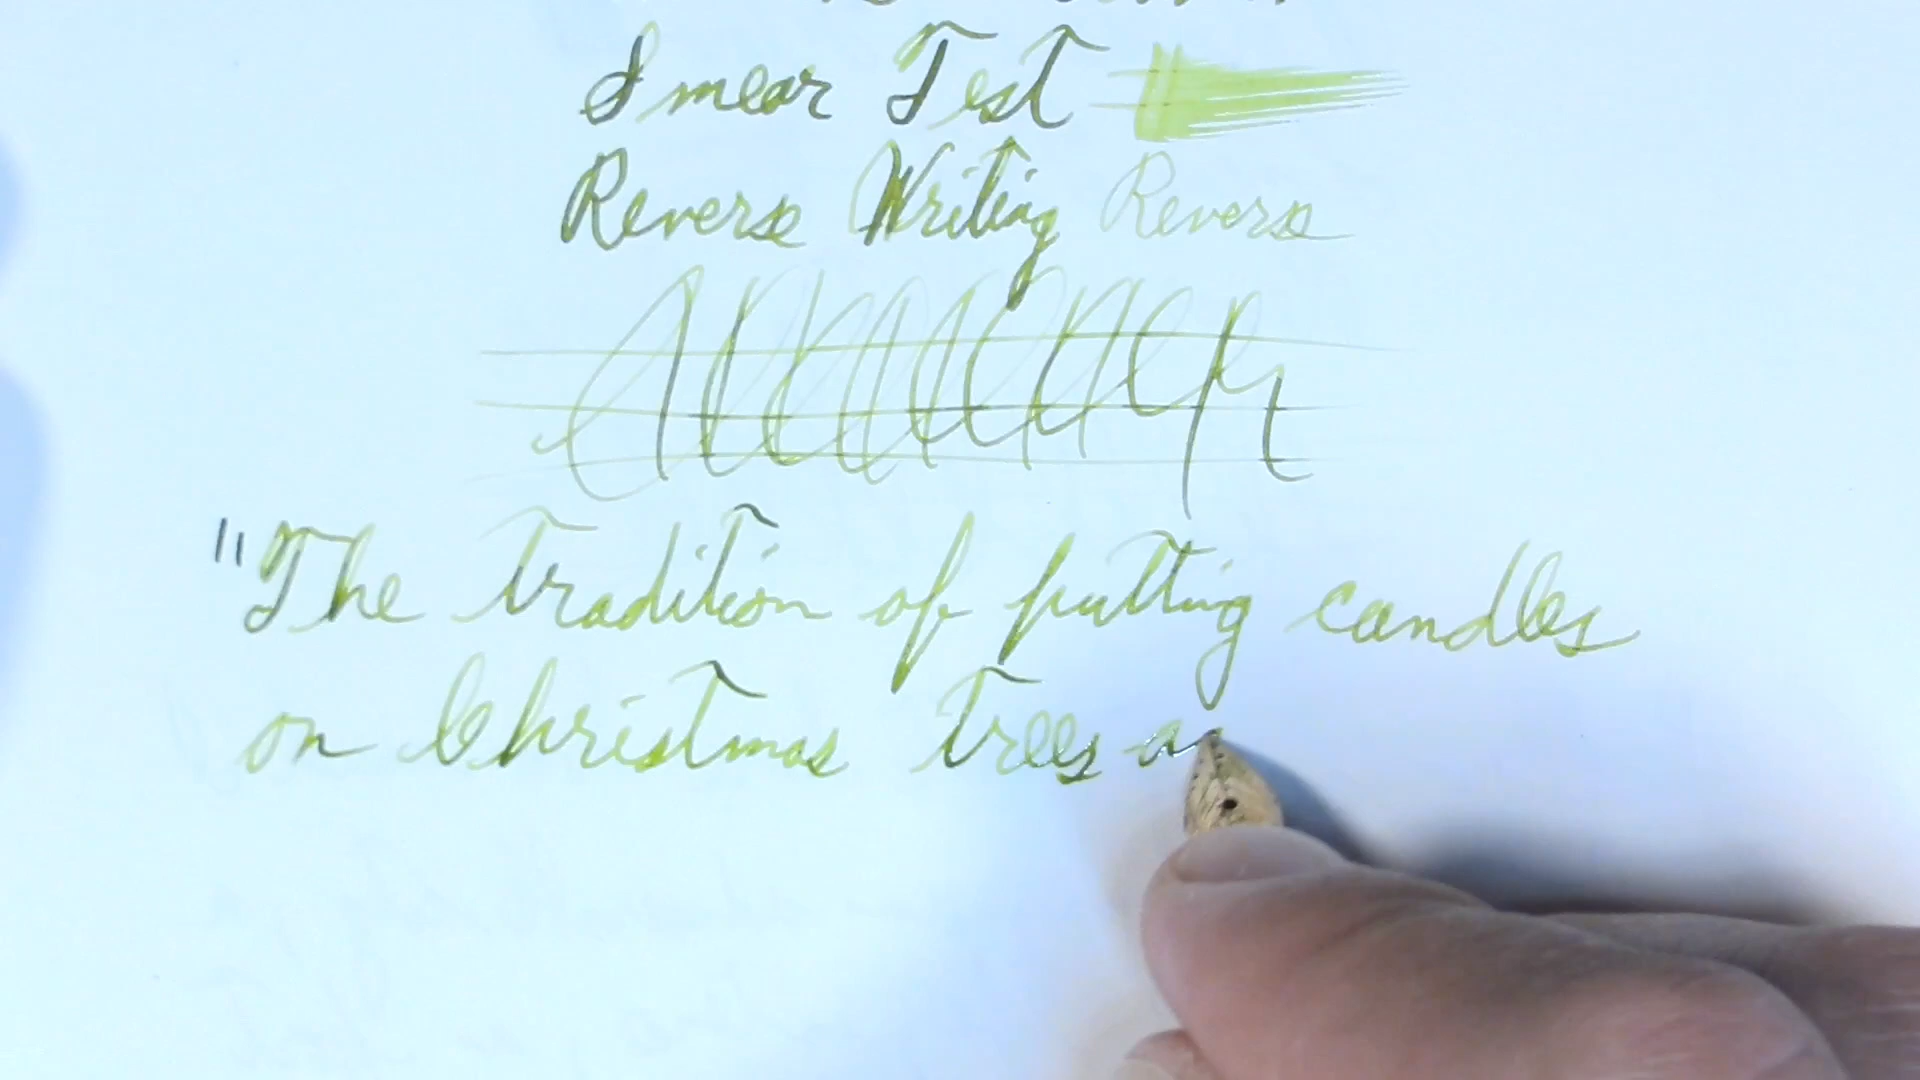 Smear Test
Reverse Writing Reverse
"The tradition of putting candles
on Christmas trees